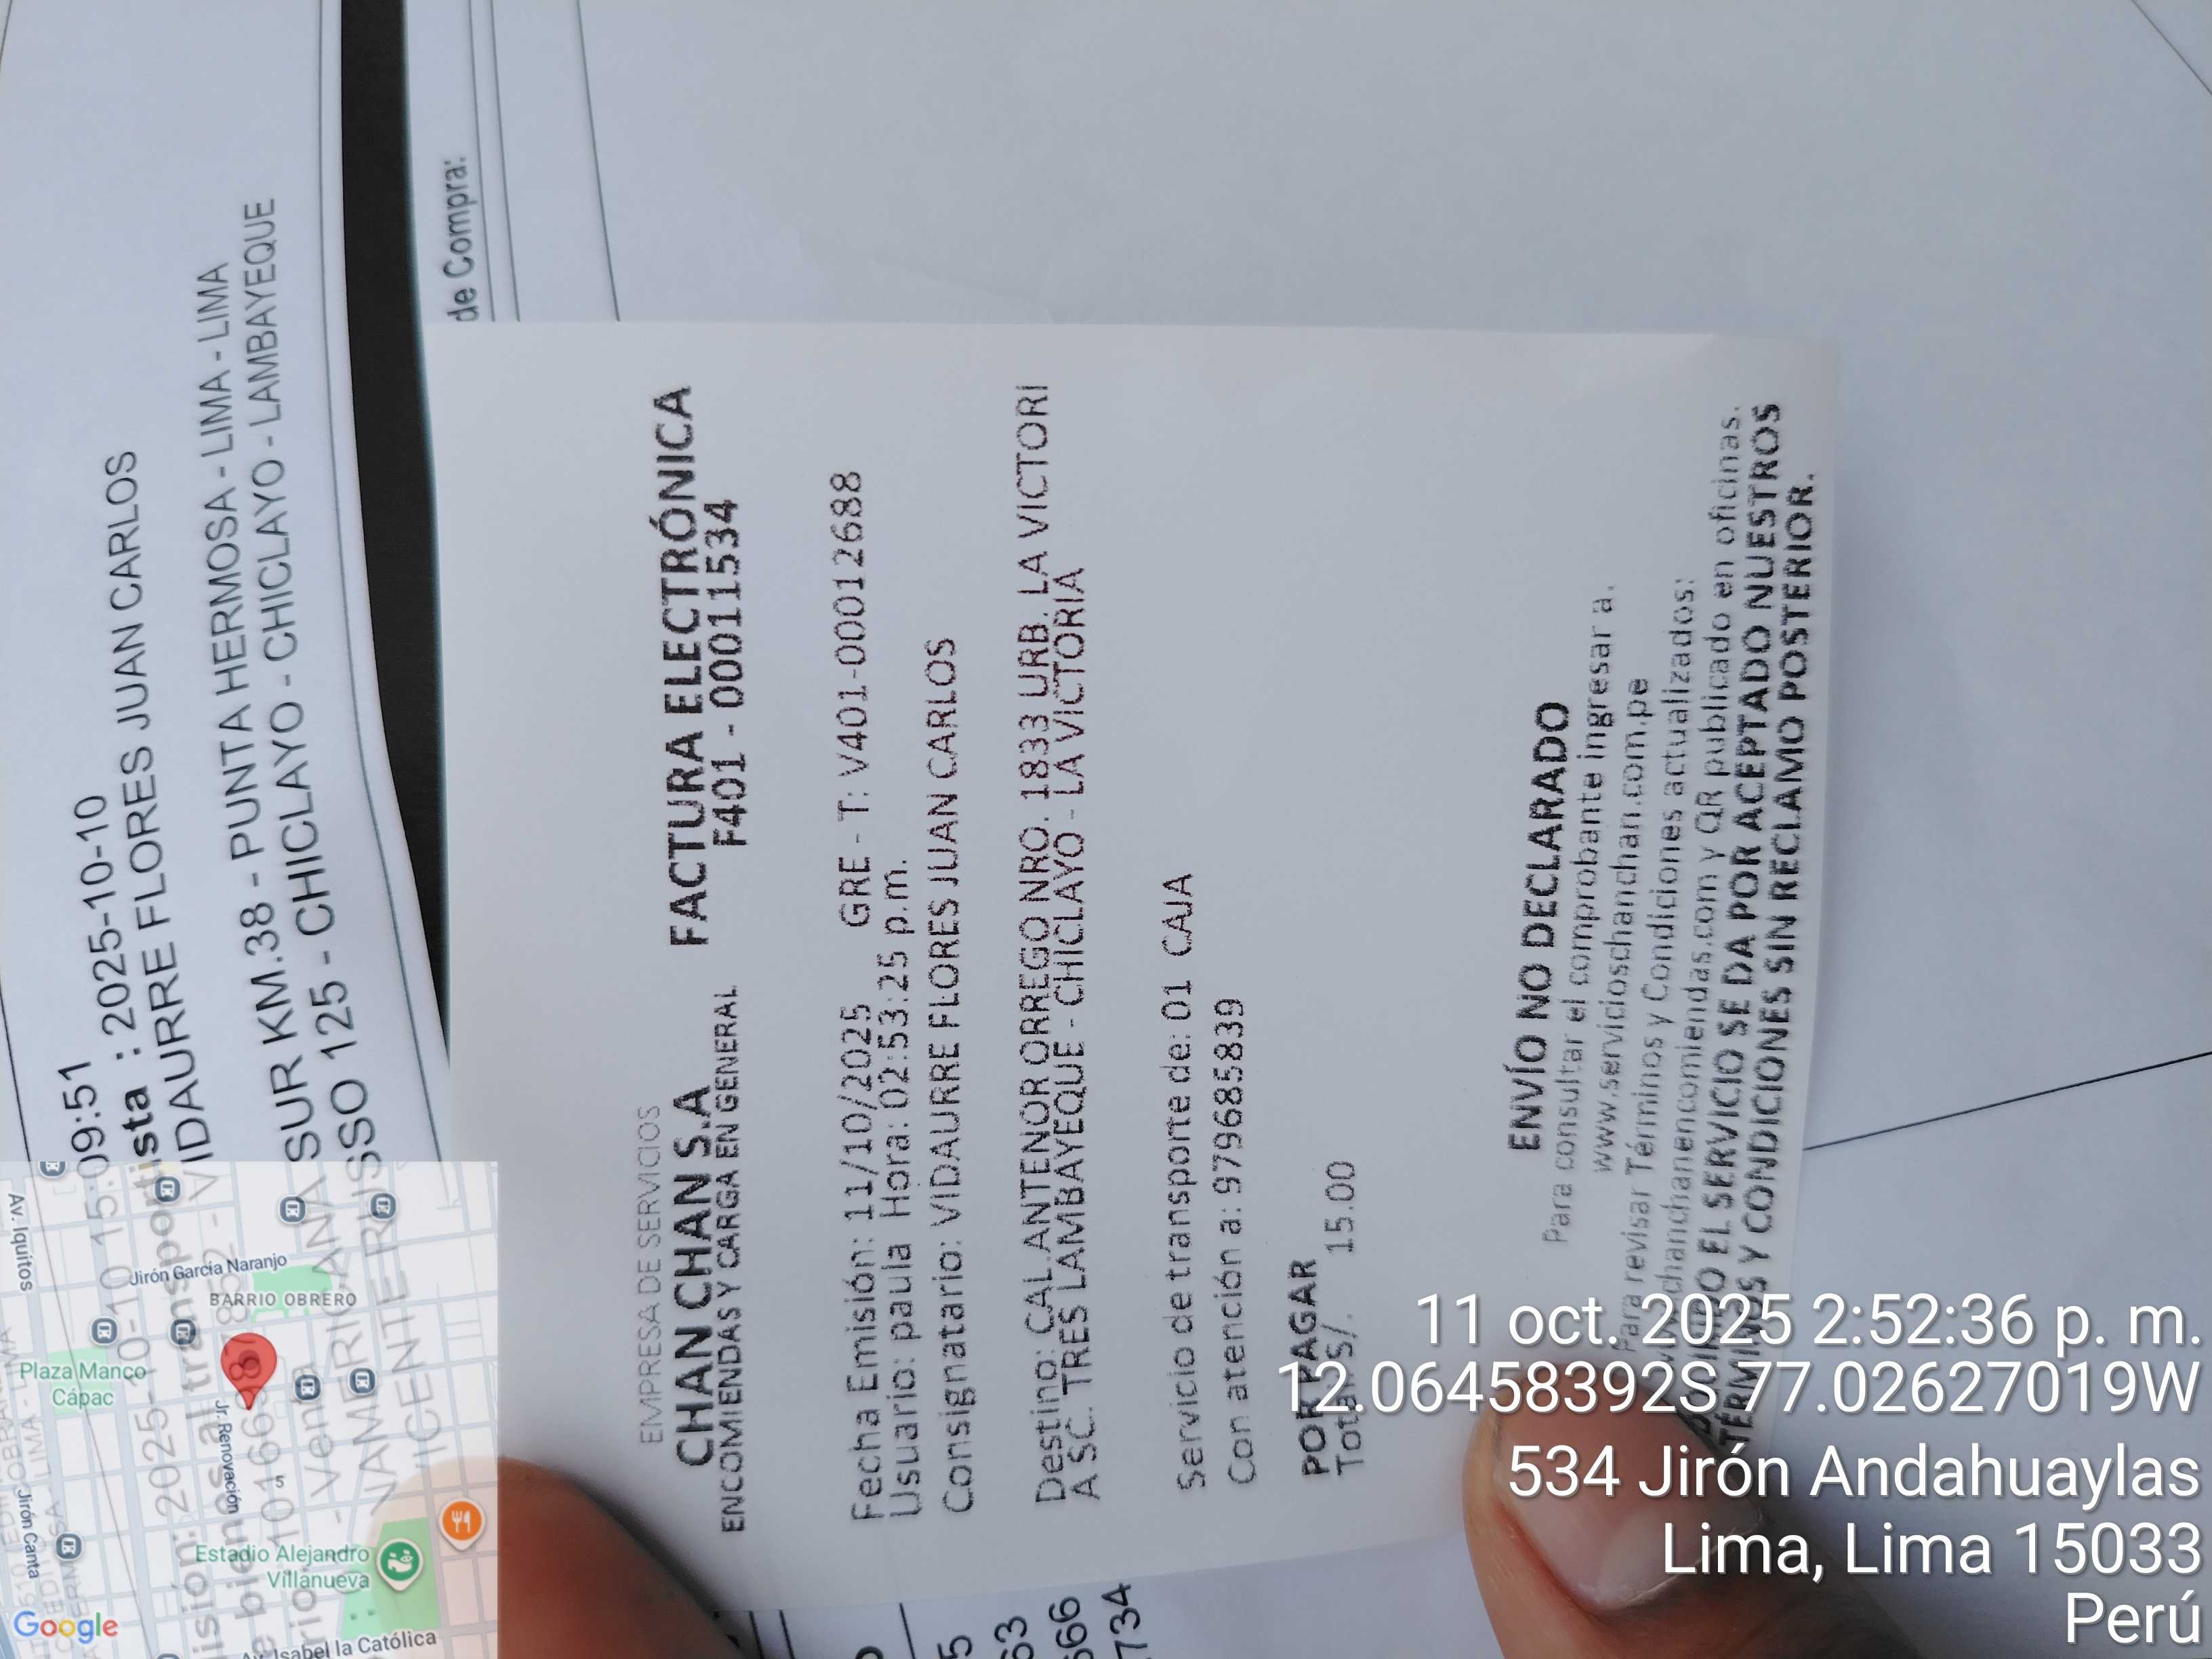 09:51
: 2025-10-10
VIDAURRE FLORES JUAN CARLOS
SUR KM.38 - PUNTA HERMOSA - LIMA - LIMA
125 - CHICLAYO - CHICLAYO - LAMBAYEQUE
de Compra:
EMPRESA DE SERVICIOS
CHAN CHAN S.A
ENCOMIENDAS Y CARGA EN GENERAL
FACTURA ELECTRÓNICA
F401 - 00011534
Fecha Emisión: 11/10/2025 GRE - T: V401-00012688
Usuario: paula Hora: 02:53:25 p.m.
Consignatario: VIDAURRE FLORES JUAN CARLOS
Destino: CAL.ANTENOR ORREGO NRO. 1833 URB. LA VICTORI
A SC. TRES LAMBAYEQUE - CHICLAYO - LA VICTORIA
Servicio de transporte de: 01 CAJA
Con atención a: 979685839
POR PAGAR
Total S/. 15.00
ENVÍO NO DECLARADO
Para consultar el comprobante ingresar a.
www.servicioschanchan.com.pe
Para revisar Términos y Condiciones actualizados:
chanchanencomiendas.com y QR publicado en oficinas.
EL SERVICIO SE DA POR ACEPTADO NUESTROS
TÉRMINOS Y CONDICIONES SIN RECLAMO POSTERIOR.
Av. Iquitos
Jirón García Naranjo
BARRIO OBRERO
Plaza Manco
Cápac
Jr. Renovación
Jirón Canta
Estadio Alejandro
Villanueva
Isabel la Católica
Google
11 oct. 2025 2:52:36 p. m.
12.06458392S 77.02627019W
534 Jirón Andahuaylas
Lima, Lima 15033
Perú